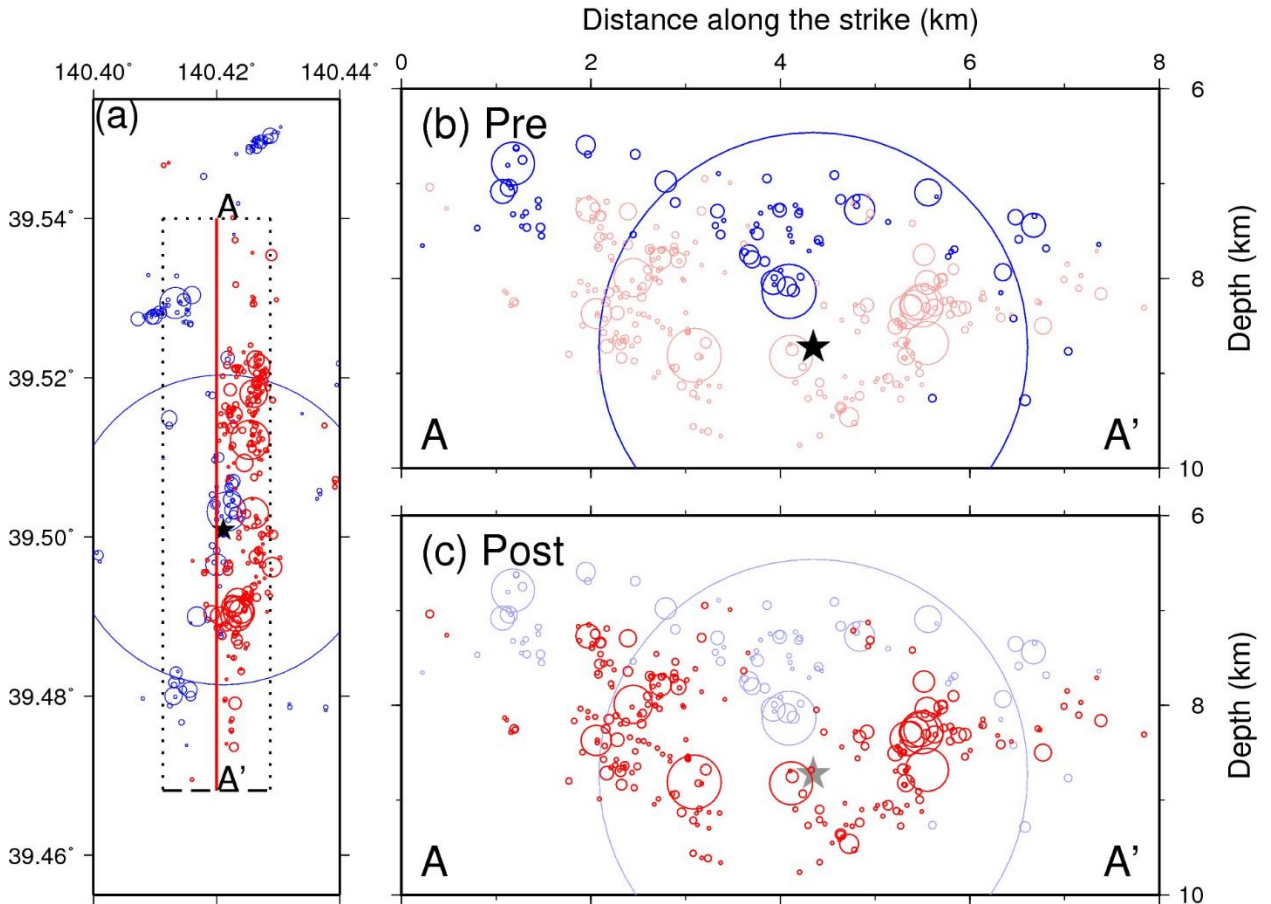 Distance along the strike (km)
140.40° 140.42° 140.44°
0 2 4 6 8
(a)
39.54°
39.52°
39.50°
39.48°
39.46°
A
A'
(b) Pre
A A'
6
8
10
Depth (km)
(c) Post
A A'
6
8
10
Depth (km)